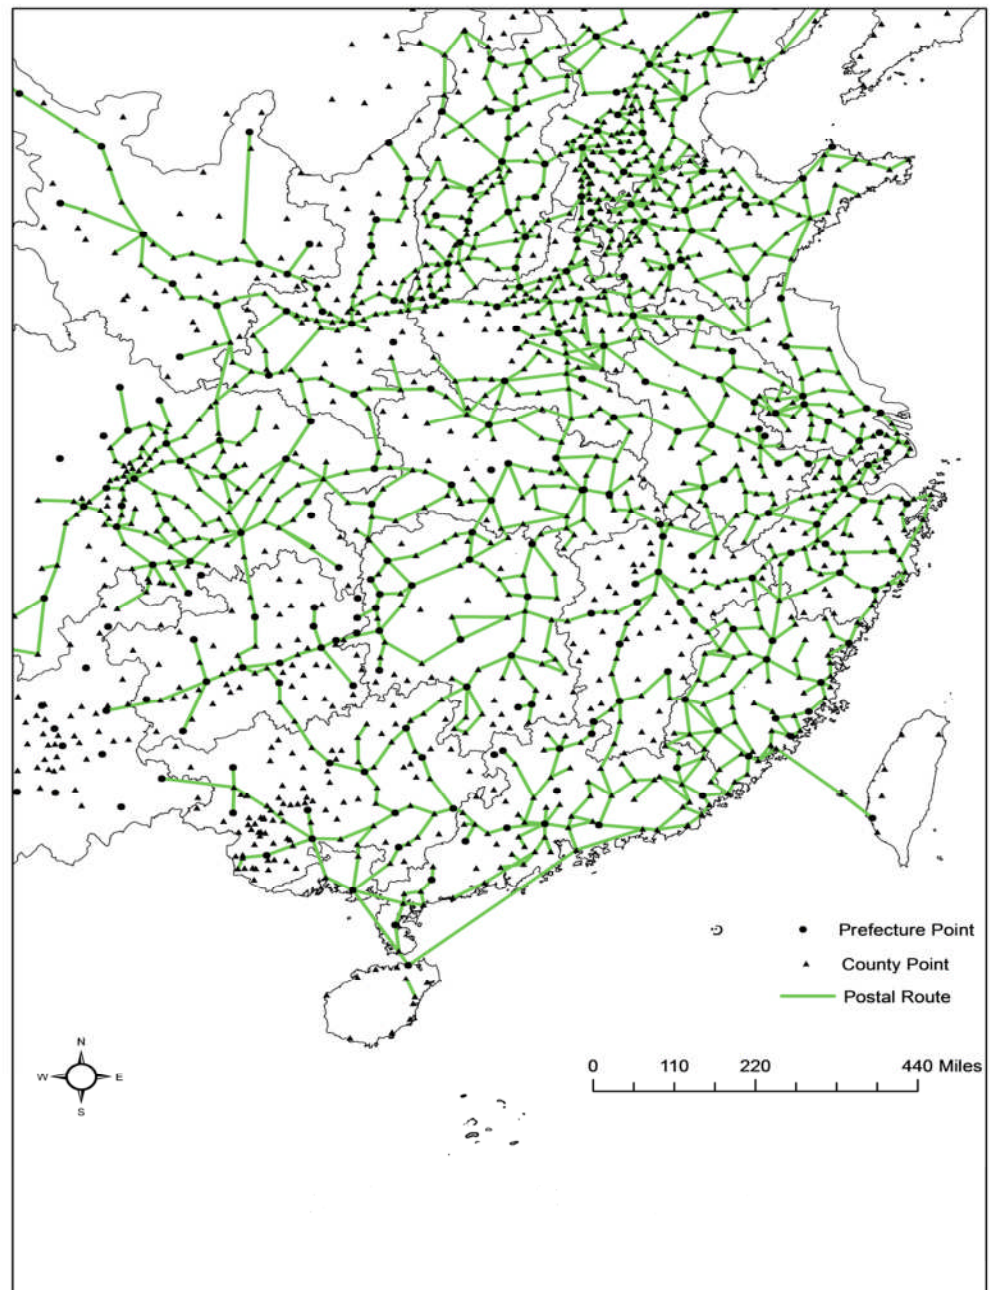 Prefecture Point
County Point
Postal Route
N
W E
S
0 110 220 440 Miles